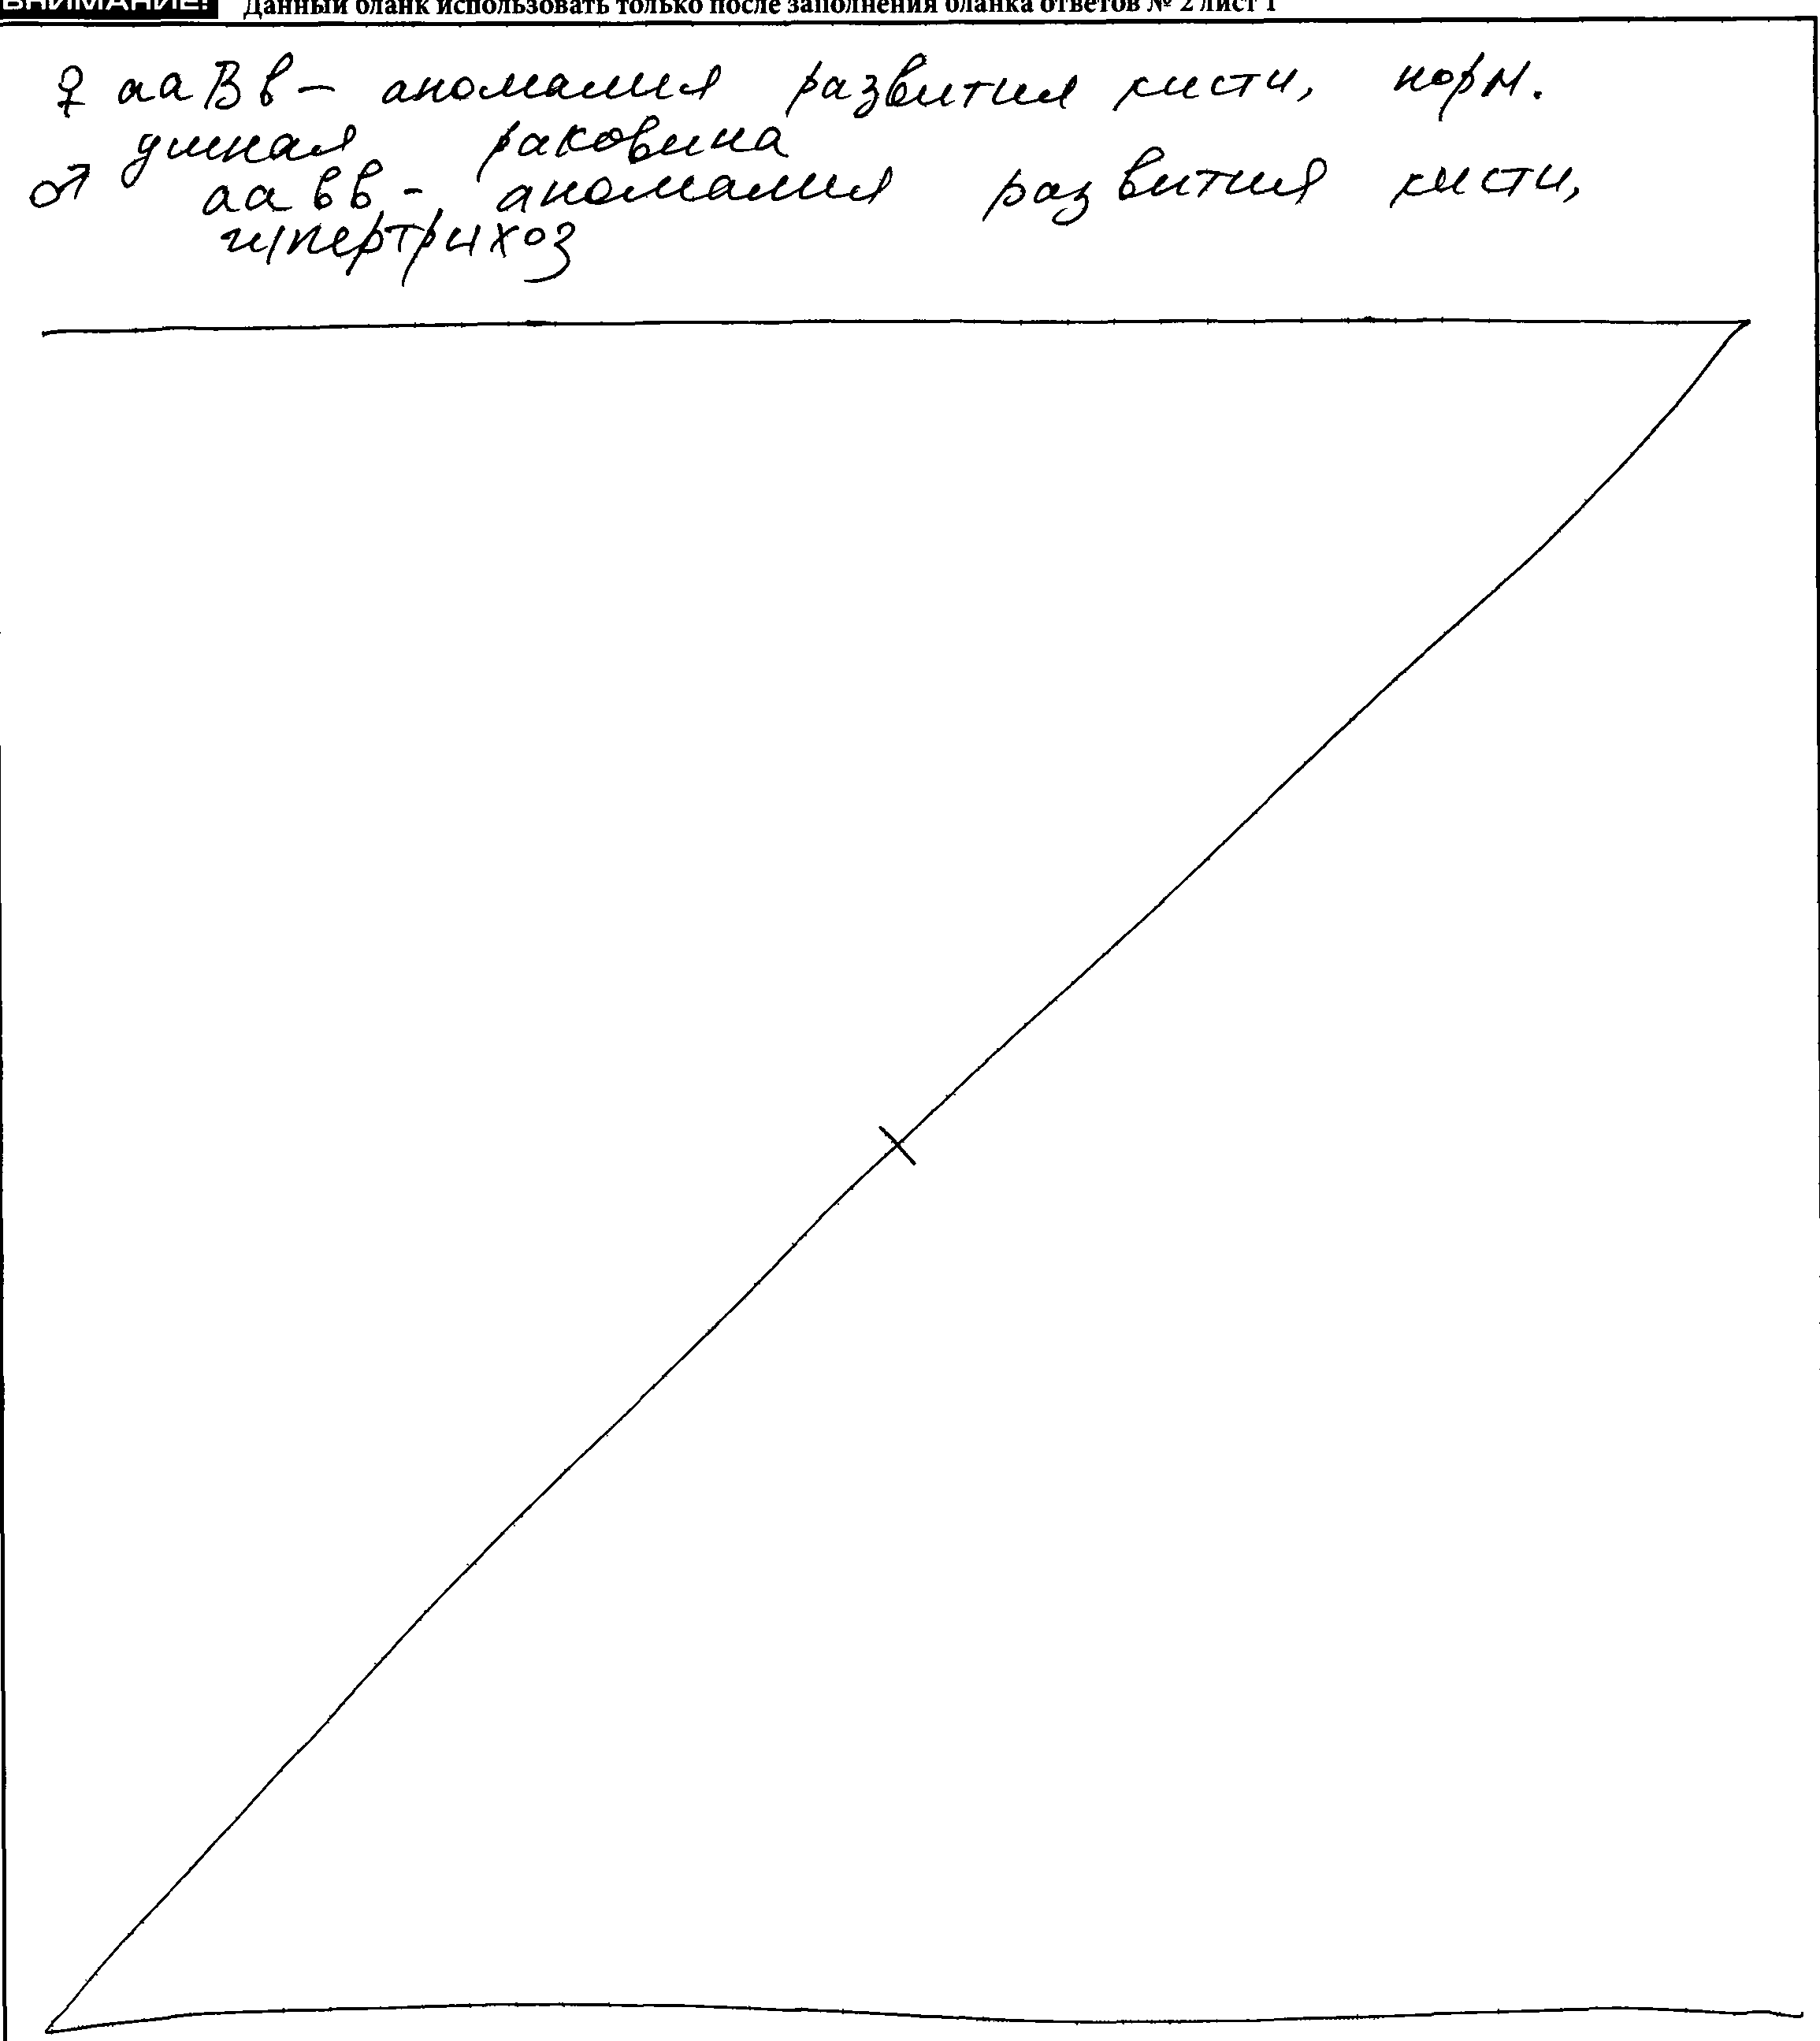 ВНИМАНИЕ! Данный бланк использовать только после заполнения бланка ответов № 2 лист 1
♀ ааВв – аномалия развития кисти, норм.
ушная раковина
♂ аавв - аномалия развития кисти,
гипертрихоз